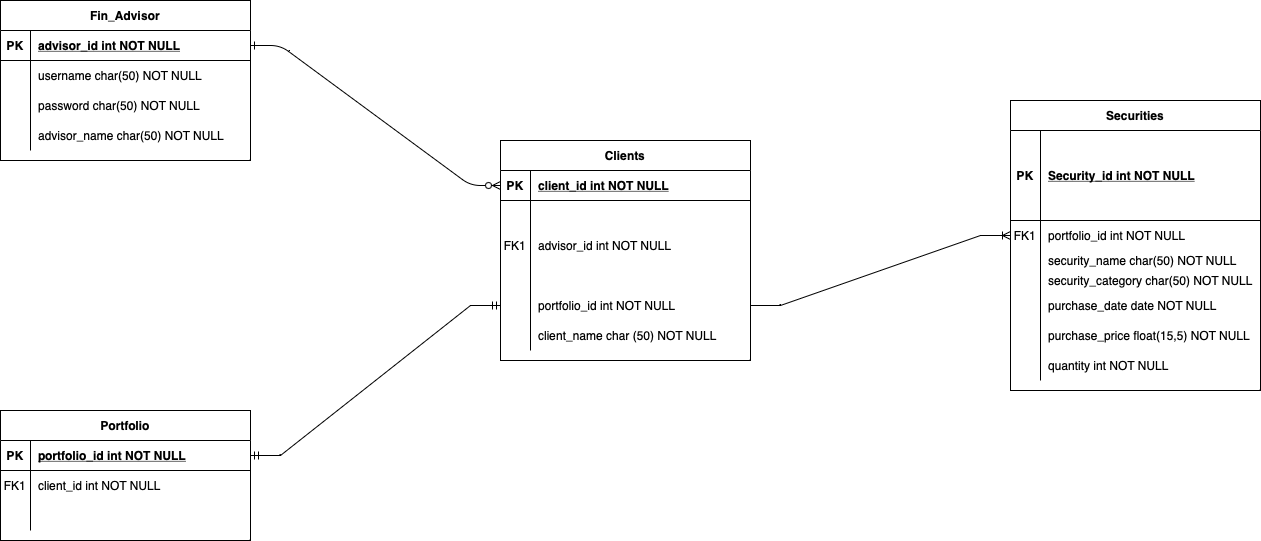 Fin_Advisor
PK advisor_id int NOT NULL
username char(50) NOT NULL
password char(50) NOT NULL
advisor_name char(50) NOT NULL
Clients
PK client_id int NOT NULL
FK1 advisor_id int NOT NULL
portfolio_id int NOT NULL
client_name char (50) NOT NULL
Securities
PK Security_id int NOT NULL
FK1 portfolio_id int NOT NULL
security_name char(50) NOT NULL
security_category char(50) NOT NULL
purchase_date date NOT NULL
purchase_price float(15,5) NOT NULL
quantity int NOT NULL
Portfolio
PK portfolio_id int NOT NULL
FK1 client_id int NOT NULL